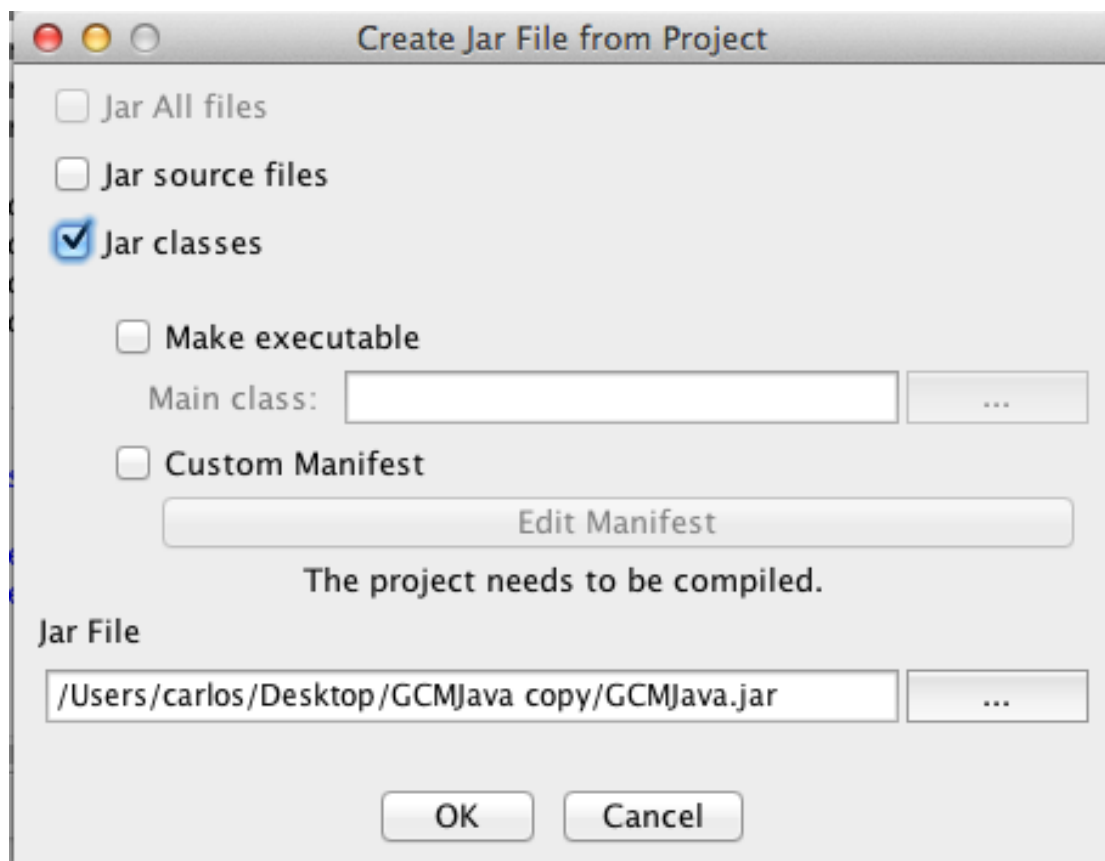 Create Jar File from Project
Jar All files
Jar source files
Jar classes
Make executable
Main class:
...
Custom Manifest
Edit Manifest
The project needs to be compiled.
Jar File
/Users/carlos/Desktop/GCMJava copy/GCMJava.jar
...
OK
Cancel